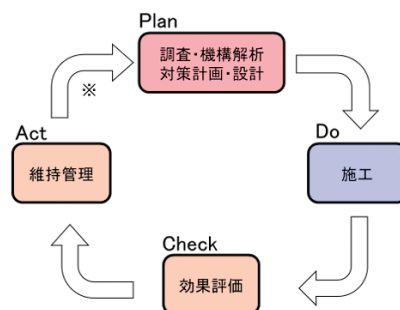 Plan
調査・機構解析
対策計画・設計
※
Act
Do
維持管理
施工
Check
効果評価